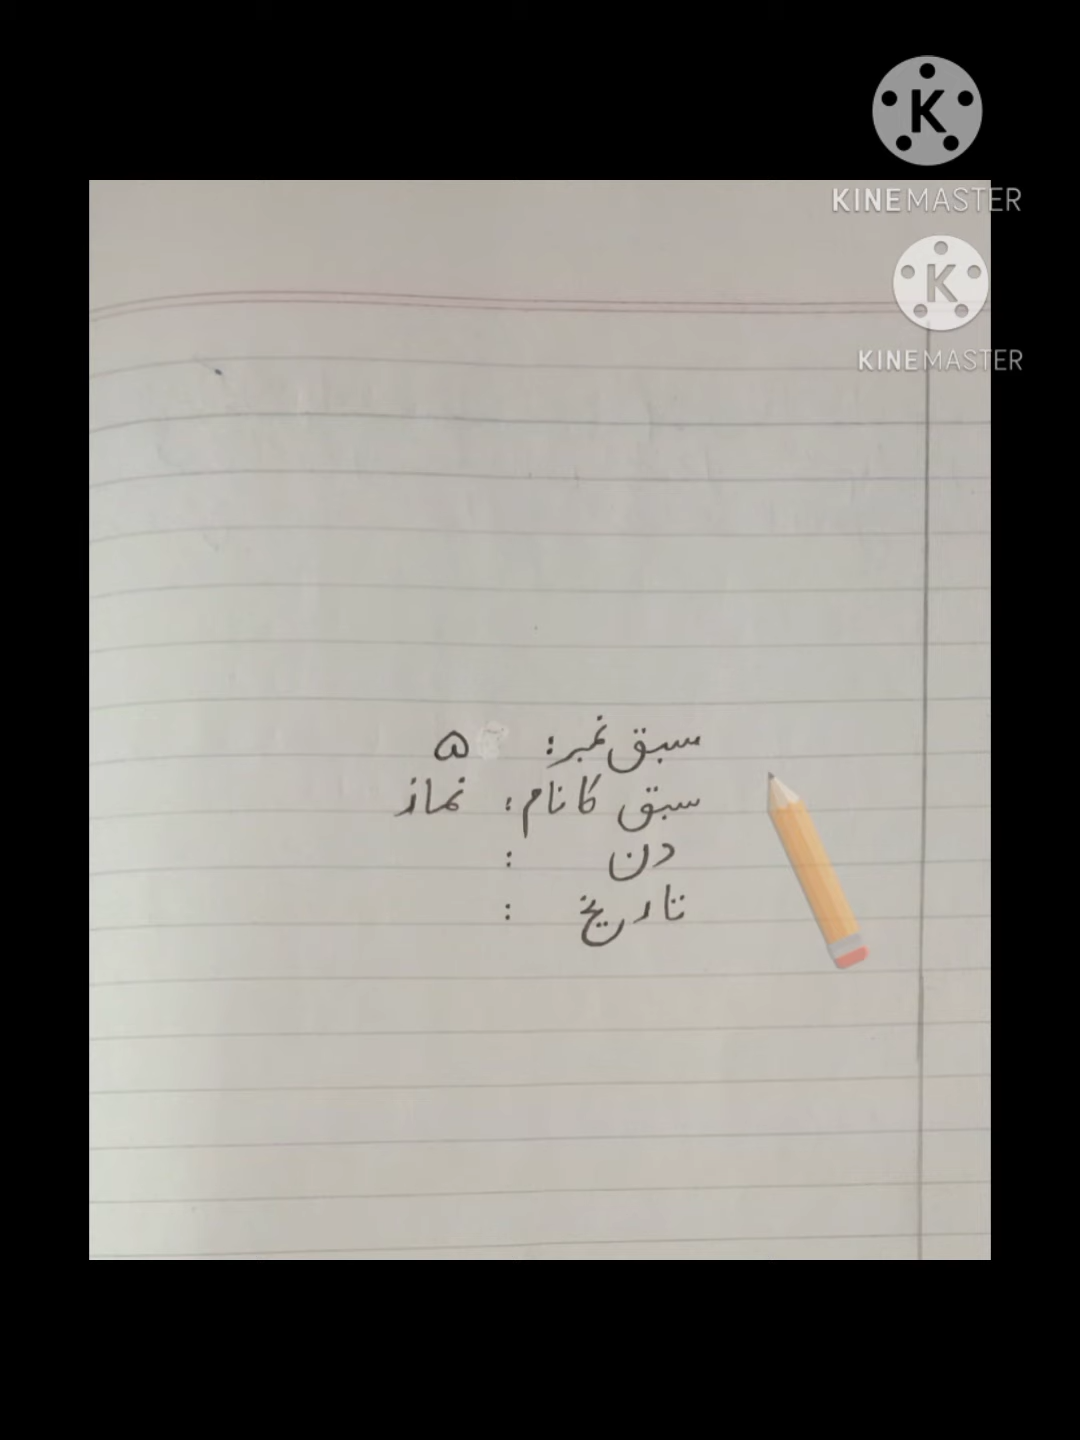 KINEMASTER
KINEMASTER
سبق نمبر: ۵
سبق کا نام: نماز
دن :
تاریخ :